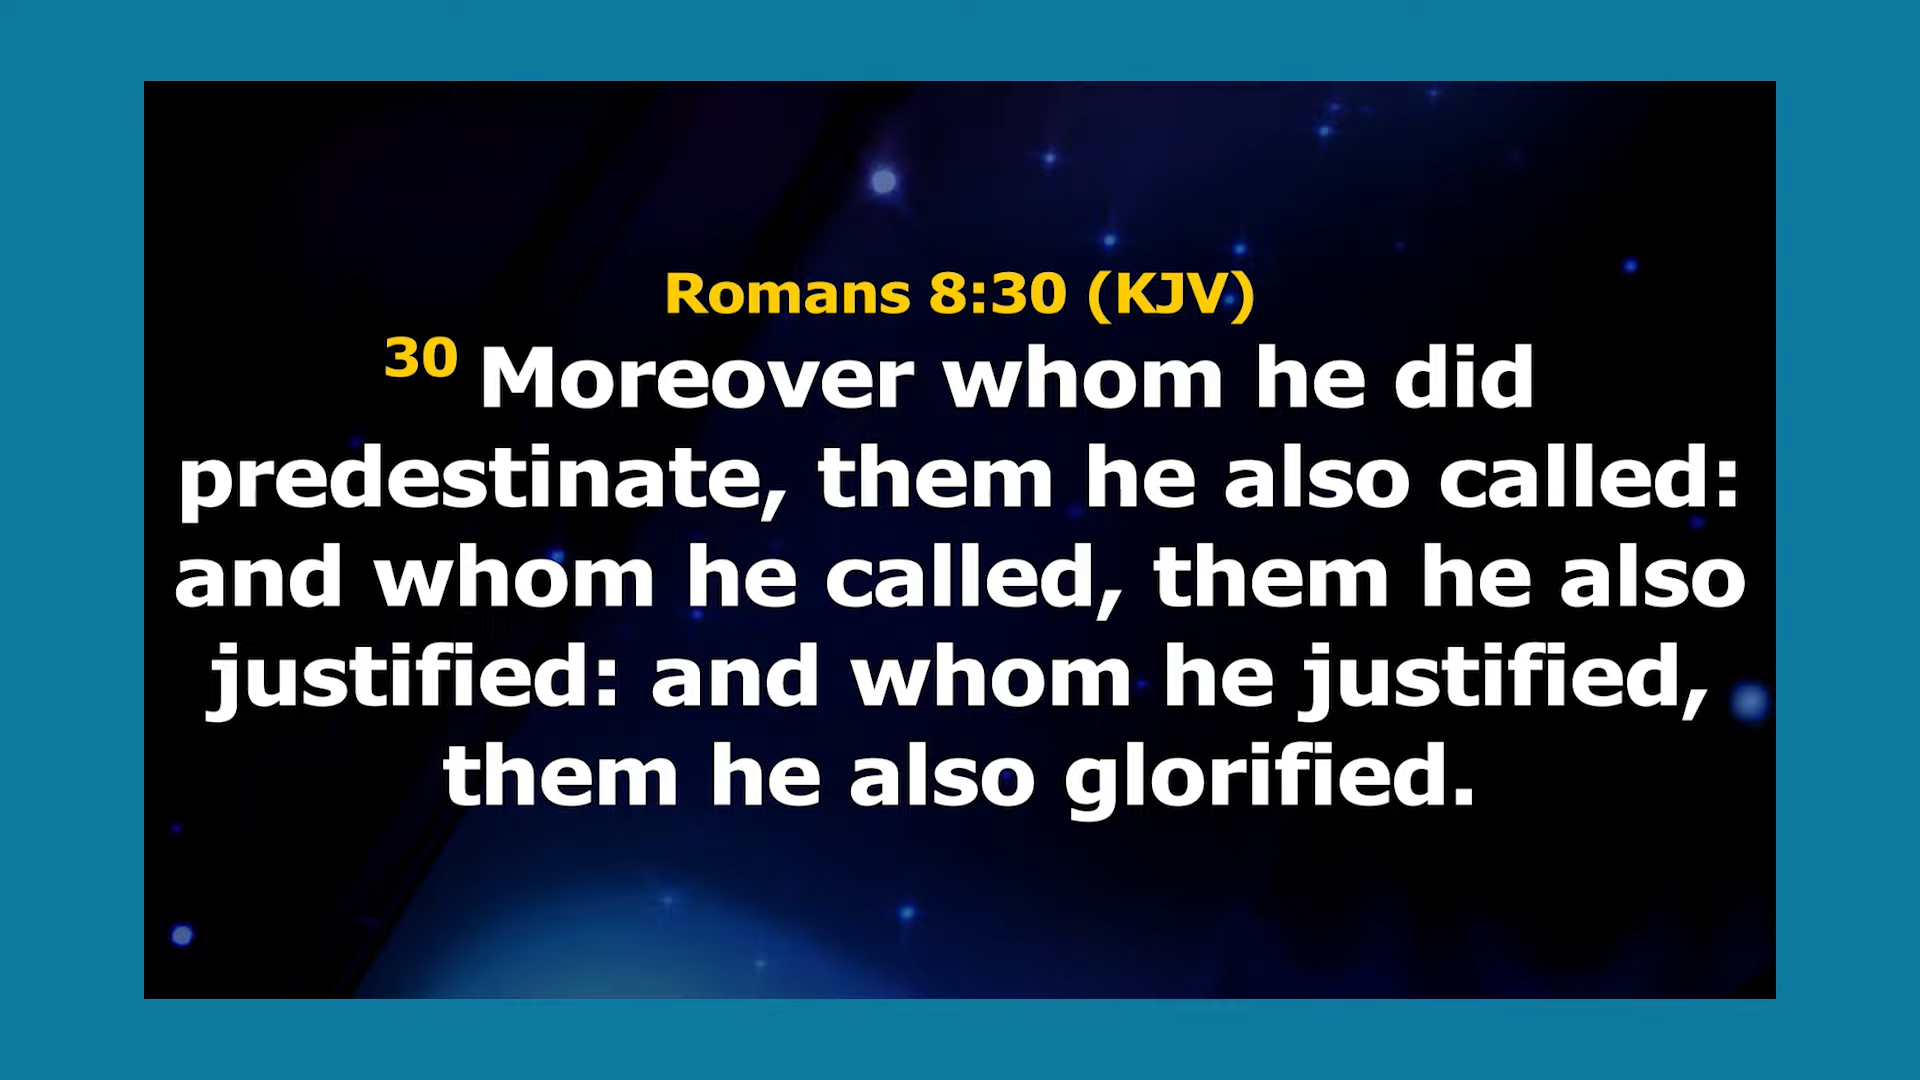 Romans 8:30 (KJV)
30 Moreover whom he did
predestinate, them he also called:
and whom he called, them he also
justified: and whom he justified,
them he also glorified.